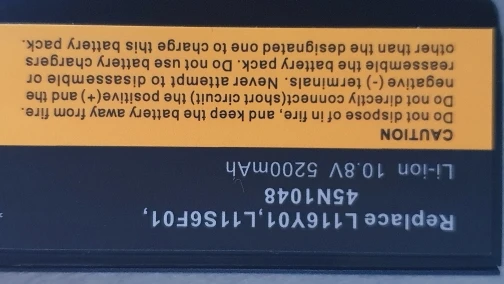 Replace L116Y01,L11S6F01,
45N1048
Li-ion 10.8V 5200mAh
CAUTION
Do not dispose of in fire, and keep the battery away from fire.
Do not directly connect(short circuit) the positive(+) and the
negative (-) terminals. Never attempt to disassemble or
reassemble the battery pack. Do not use battery chargers
other than the designated one to charge this battery pack.